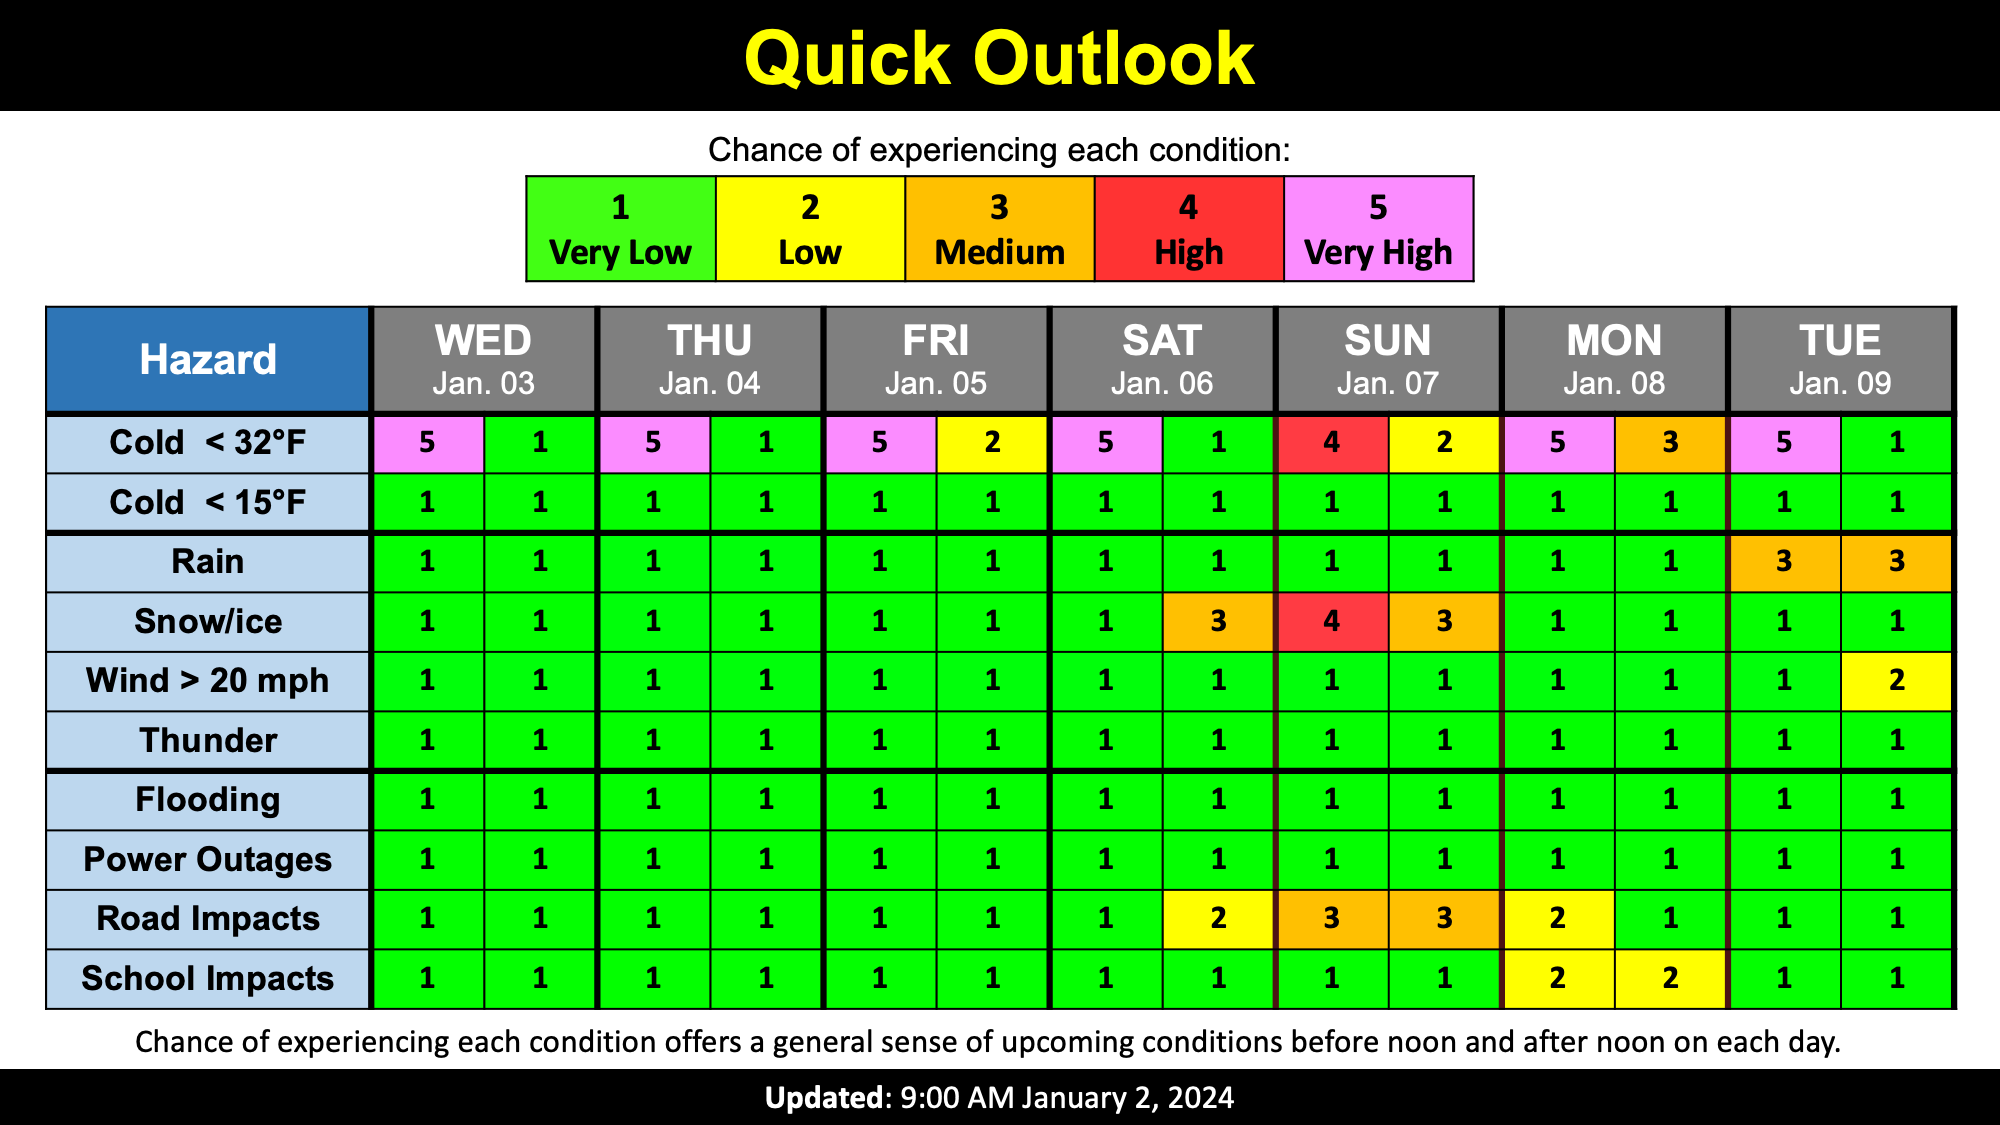 Quick Outlook
Chance of experiencing each condition:
1 2 3 4 5
Very Low Low Medium High Very High
Hazard WED THU FRI SAT SUN MON TUE
Jan. 03 Jan. 04 Jan. 05 Jan. 06 Jan. 07 Jan. 08 Jan. 09
Cold < 32°F 5 1 5 1 5 2 5 1 4 2 5 3 5 1
Cold < 15°F 1 1 1 1 1 1 1 1 1 1 1 1 1 1
Rain 1 1 1 1 1 1 1 1 1 1 1 1 3 3
Snow/ice 1 1 1 1 1 1 1 3 4 3 1 1 1 1
Wind > 20 mph 1 1 1 1 1 1 1 1 1 1 1 1 1 2
Thunder 1 1 1 1 1 1 1 1 1 1 1 1 1 1
Flooding 1 1 1 1 1 1 1 1 1 1 1 1 1 1
Power Outages 1 1 1 1 1 1 1 1 1 1 1 1 1 1
Road Impacts 1 1 1 1 1 1 1 2 3 3 2 1 1 1
School Impacts 1 1 1 1 1 1 1 1 1 1 2 2 1 1
Chance of experiencing each condition offers a general sense of upcoming conditions before noon and after noon on each day.
Updated: 9:00 AM January 2, 2024